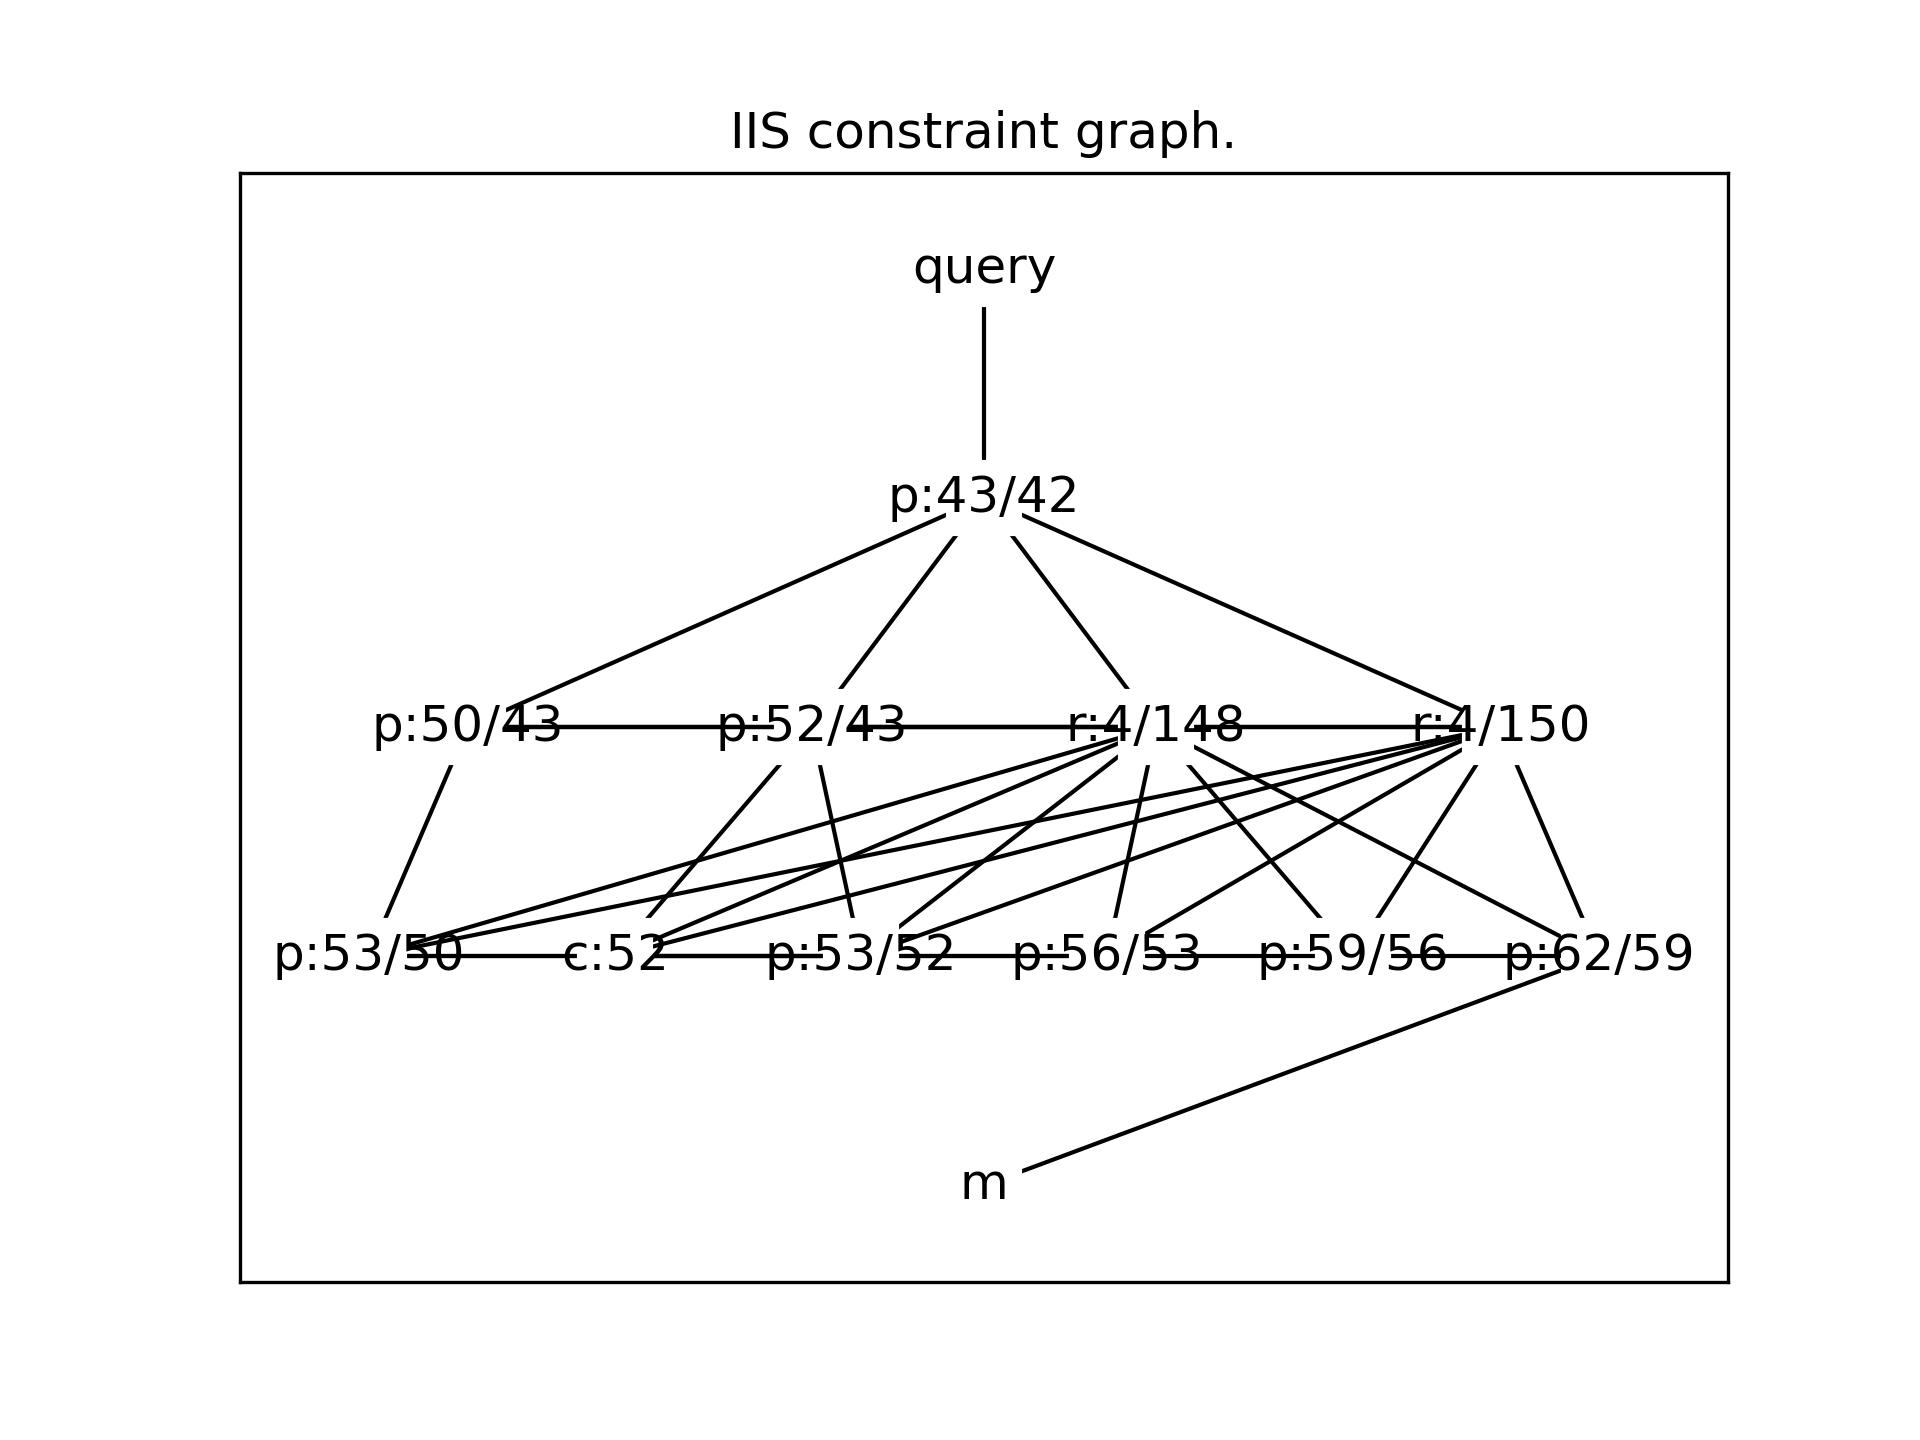 IIS constraint graph.
query
p:43/42
p:50/43 p:52/43 r:4/148 r:4/150
p:53/50 c:52 p:53/52 p:56/53 p:59/56 p:62/59
m